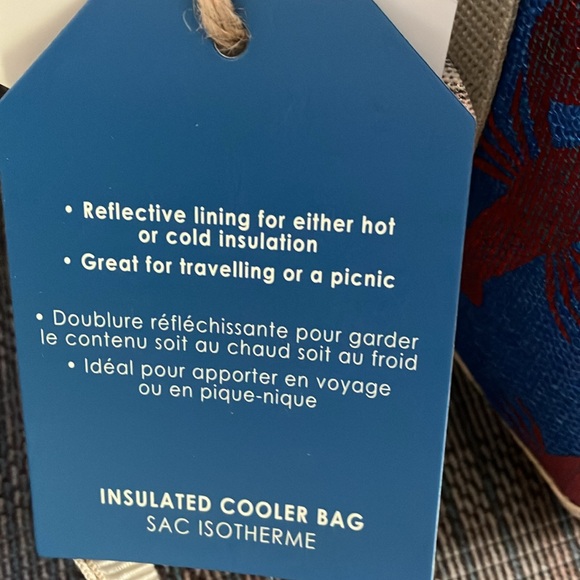 • Reflective lining for either hot
or cold insulation
• Great for travelling or a picnic
• Doublure réfléchissante pour garder
le contenu soit au chaud soit au froid
• Idéal pour apporter en voyage
ou en pique-nique
INSULATED COOLER BAG
SAC ISOTHERME